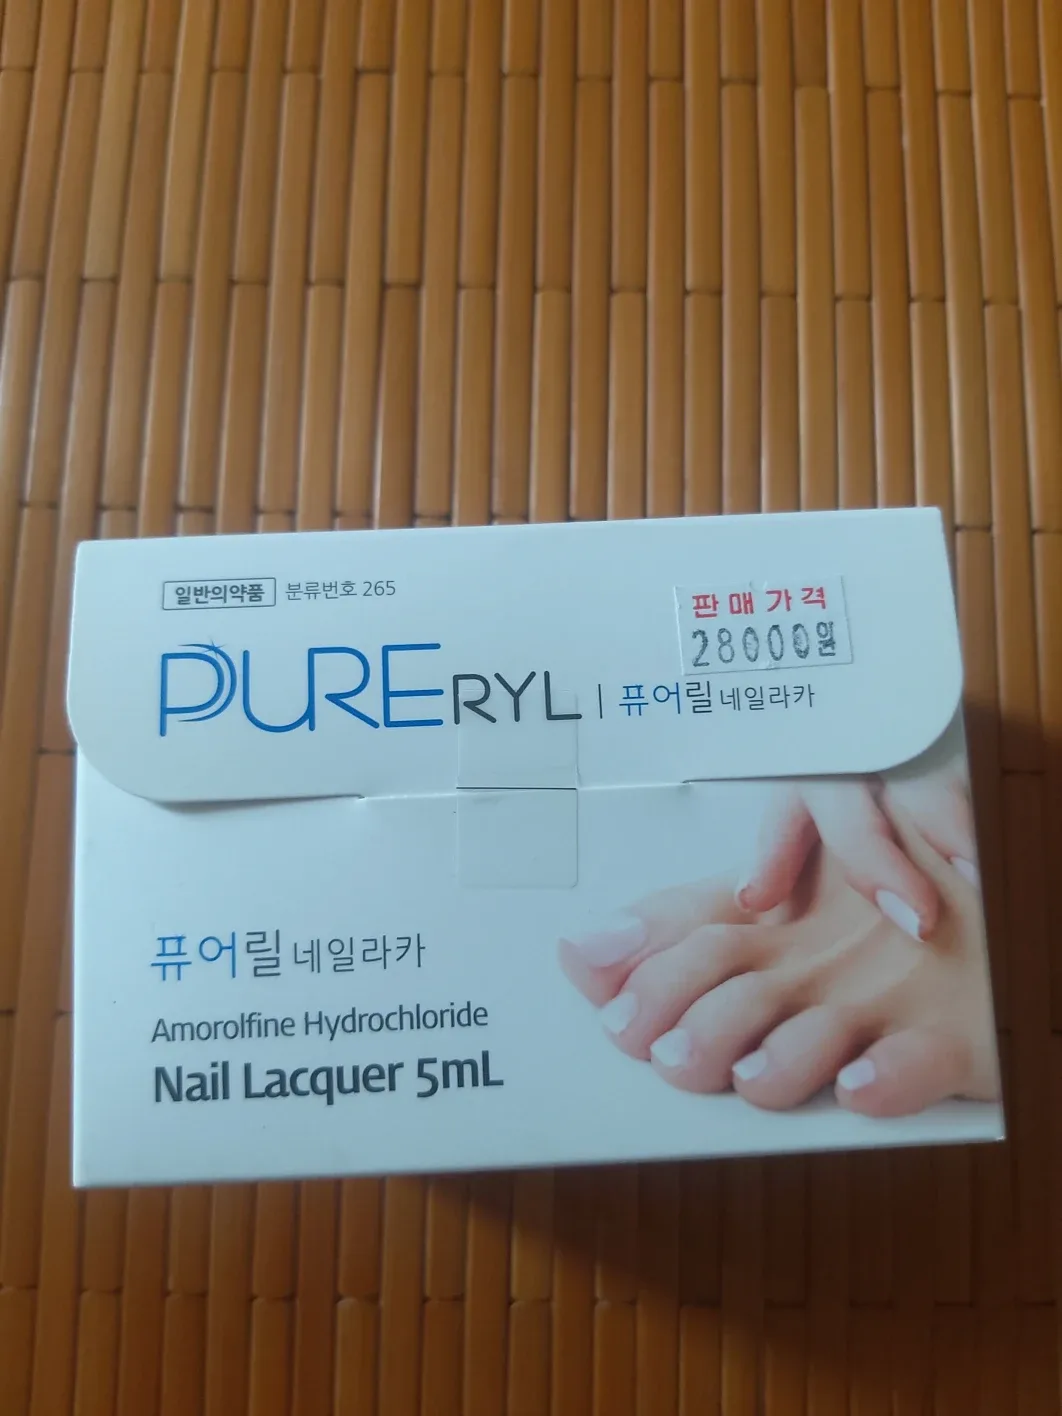 일반의약품 분류번호 265
판매가격
28000원
PURERYL | 퓨어릴 네일라카
퓨어릴 네일라카
Amorolfine Hydrochloride
Nail Lacquer 5mL